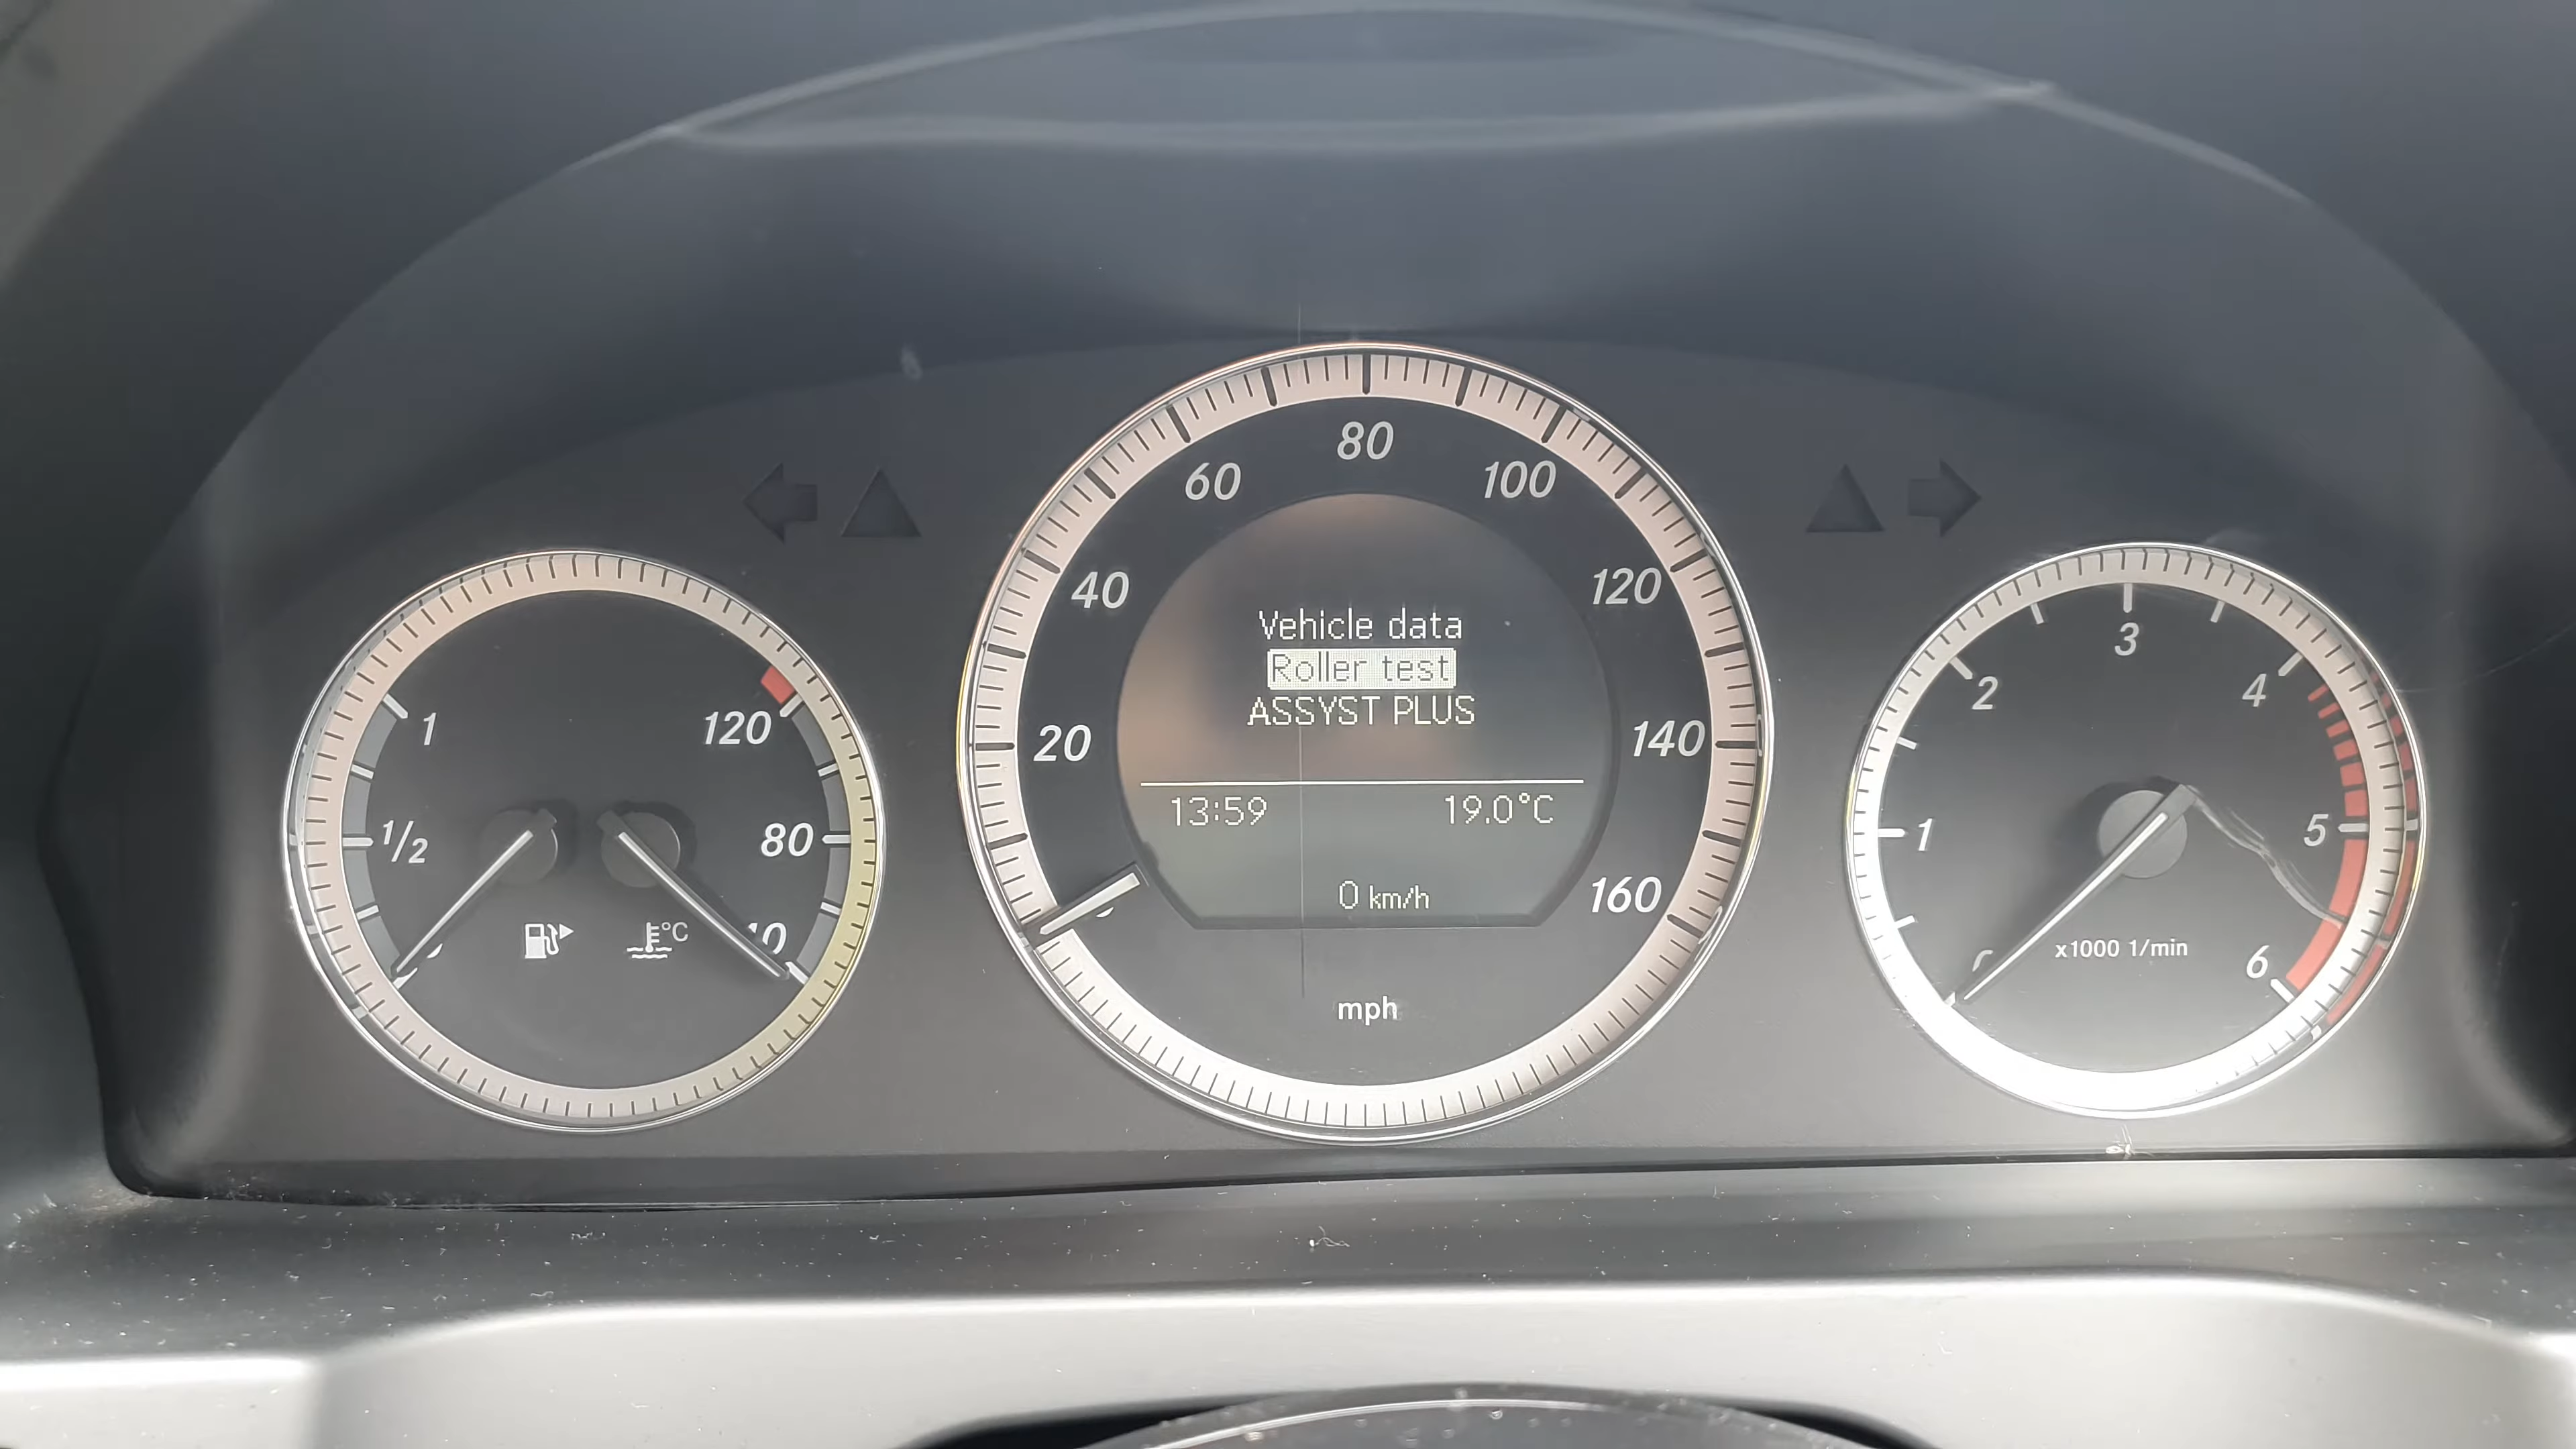 60
80
100
40
120
Vehicle data
Roller test
ASSYST PLUS
20
140
13:59
19.0°C
160
0 km/h
mph
1
120
1/2
80
°C
3
2
4
1
5
x1000 1/min
6